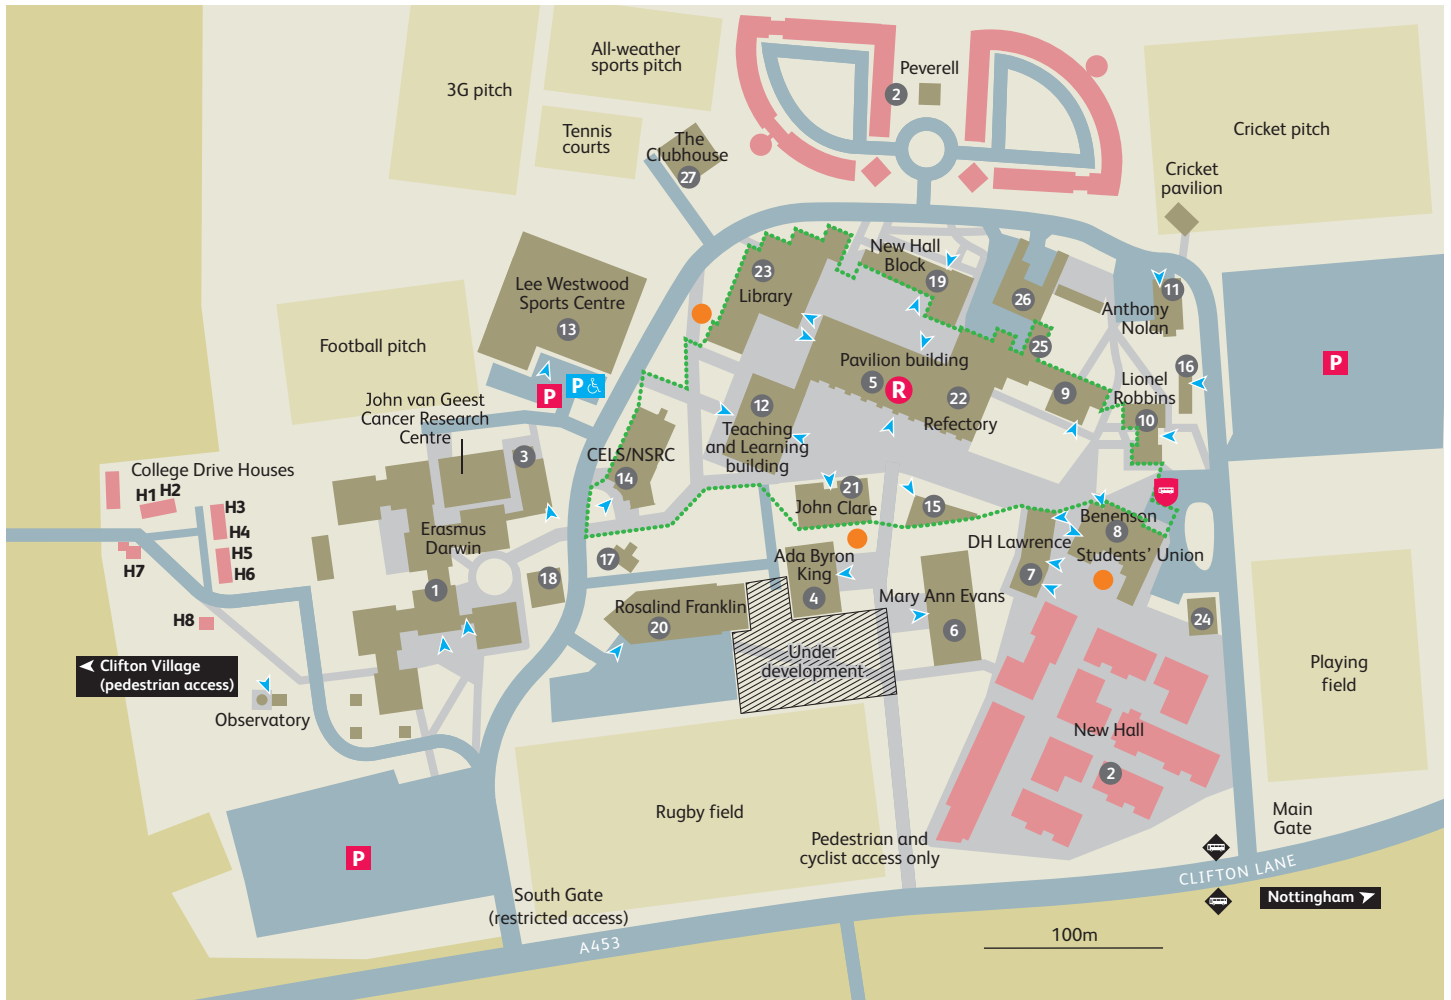 All-weather
sports pitch
3G pitch
Tennis
courts
The
Clubhouse
27
Peverell
2
Cricket pitch
Cricket
pavilion
New Hall
Block
19
23
Library
26
11
Anthony
Nolan
Lee Westwood
Sports Centre
13
Football pitch
P
P
Pavilion building
5
R
22
Refectory
25
9
16
Lionel
Robbins
10
P
John van Geest
Cancer Research
Centre
12
Teaching
and Learning
building
College Drive Houses
H1
H2
H3
H4
H5
H6
H7
H8
3
CELS/NSRC
14
21
John Clare
15
Benenson
8
Students’ Union
DH Lawrence
7
Erasmus
Darwin
1
17
18
Ada Byron
King
4
Mary Ann Evans
6
Rosalind Franklin
20
Under
development
24
Clifton Village
(pedestrian access)
Observatory
Playing
field
New Hall
2
Rugby field
Pedestrian and
cyclist access only
Main
Gate
P
South Gate
(restricted access)
CLIFTON LANE
Nottingham
A453
100m